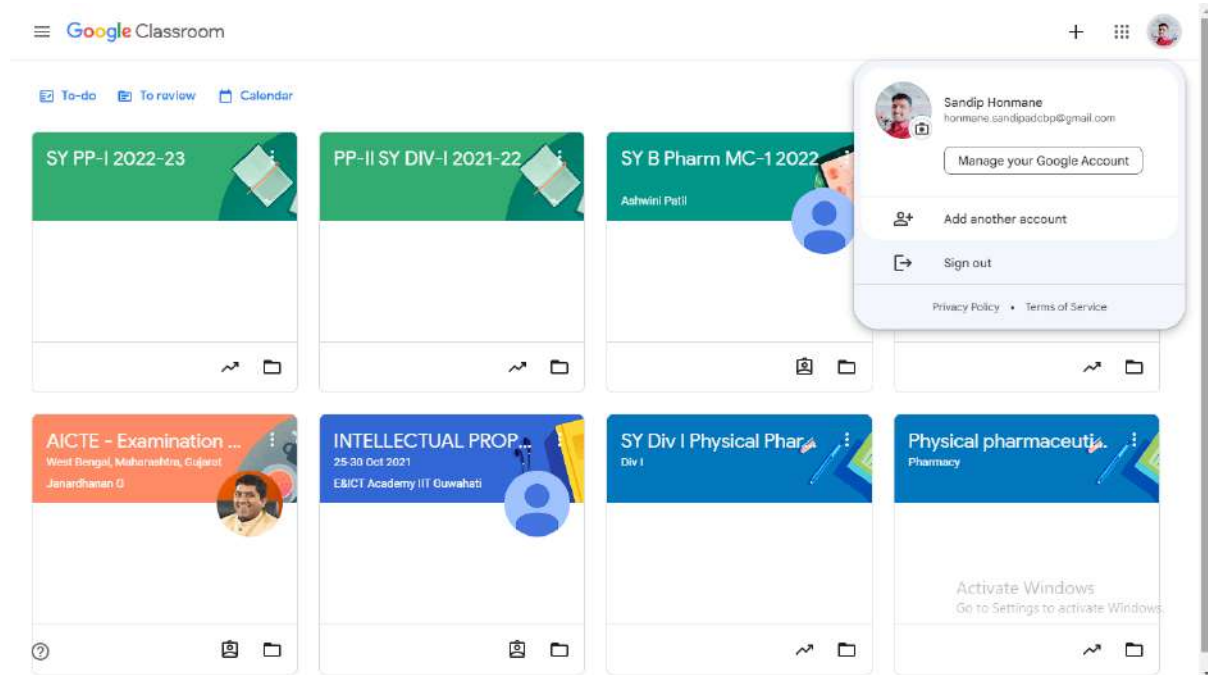 Google Classroom
To-do To review Calendar
Sandip Honmane
honmane.sandipadcbp@gmail.com
Manage your Google Account
Add another account
Sign out
Privacy Policy • Terms of Service
SY PP-I 2022-23
PP-II SY DIV-I 2021-22
SY B Pharm MC-1 2022
Ashwini Patil
AICTE - Examination ...
West Bengal, Maharashtra, Gujarat
Janardhanan G
INTELLECTUAL PROP...
25-30 Oct 2021
E&ICT Academy IIT Guwahati
SY Div I Physical Phar...
Div I
Physical pharmaceuti...
Pharmacy
Activate Windows
Go to Settings to activate Windows.